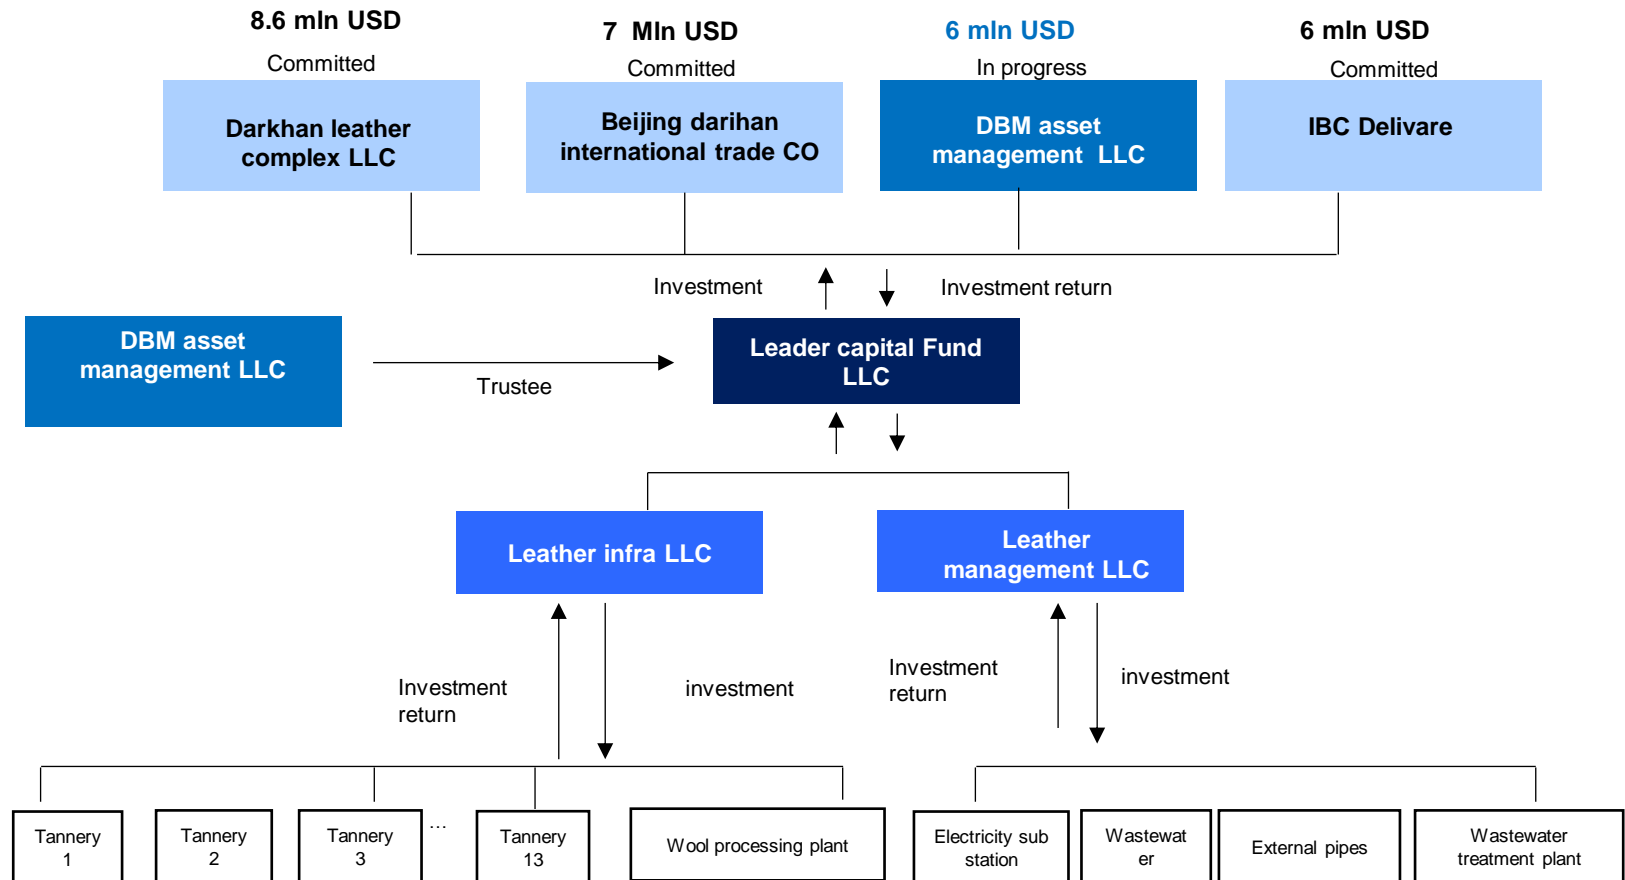 8.6 mln USD
7 Mln USD
6 mln USD
6 mln USD
Committed
Committed
In progress
Committed
Darkhan leather
complex LLC
Beijing darihan
international trade CO
DBM asset
management LLC
IBC Delivare
Investment
Investment return
DBM asset
management LLC
Trustee
Leader capital Fund
LLC
Leather infra LLC
Leather
management LLC
Investment
return
investment
Investment
return
investment
Tannery
1
Tannery
2
Tannery
3
...
Tannery
13
Wool processing plant
Electricity sub
station
Wastewat
er
External pipes
Wastewater
treatment plant